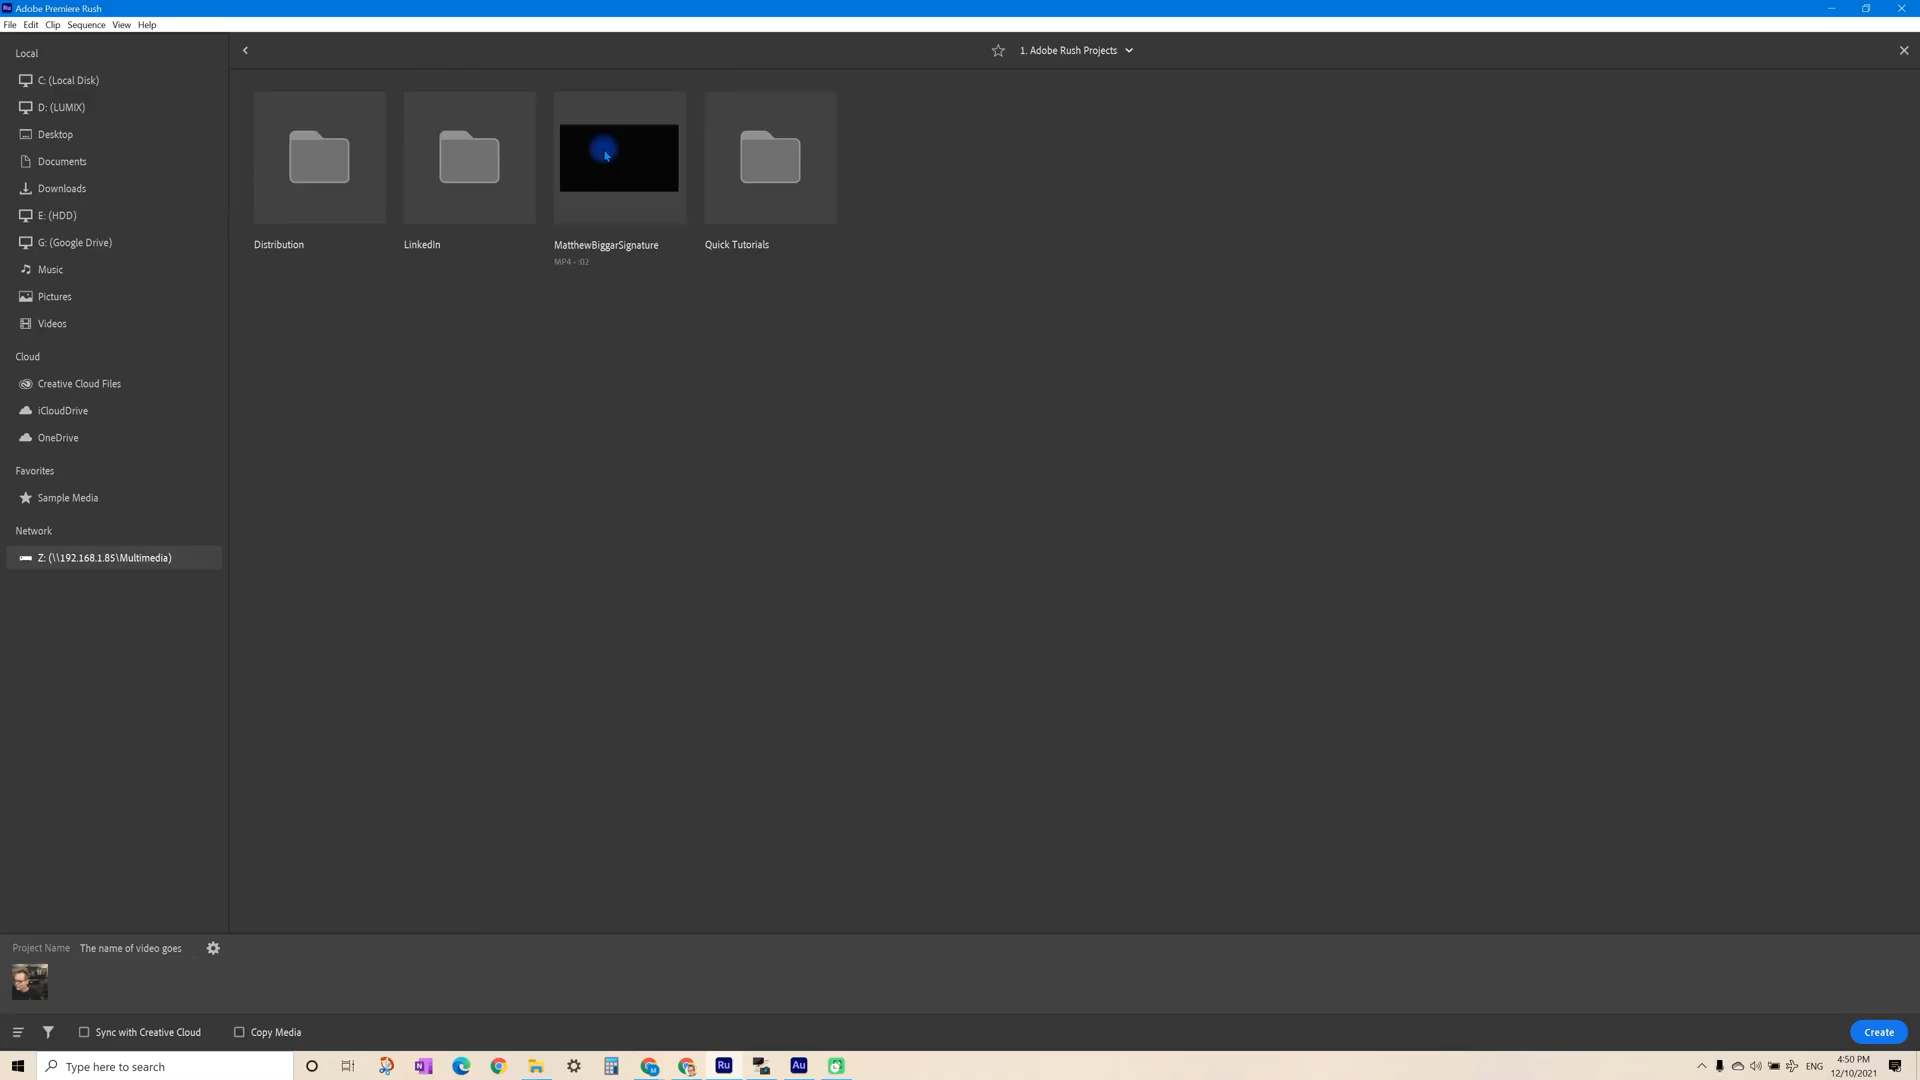 Adobe Premiere Rush
File Edit Clip Sequence View Help
Local
C: (Local Disk)
D: (LUMIX)
Desktop
Documents
Downloads
E: (HDD)
G: (Google Drive)
Music
Pictures
Videos
Cloud
Creative Cloud Files
iCloudDrive
OneDrive
Favorites
Sample Media
Network
Z: (\\192.168.1.85\Multimedia)
1. Adobe Rush Projects
Distribution
LinkedIn
MatthewBiggarSignature
MP4 - :02
Quick Tutorials
Project Name The name of video goes
Sync with Creative Cloud
Copy Media
Create
Type here to search
Ru
Au
ENG
4:50 PM
12/10/2021